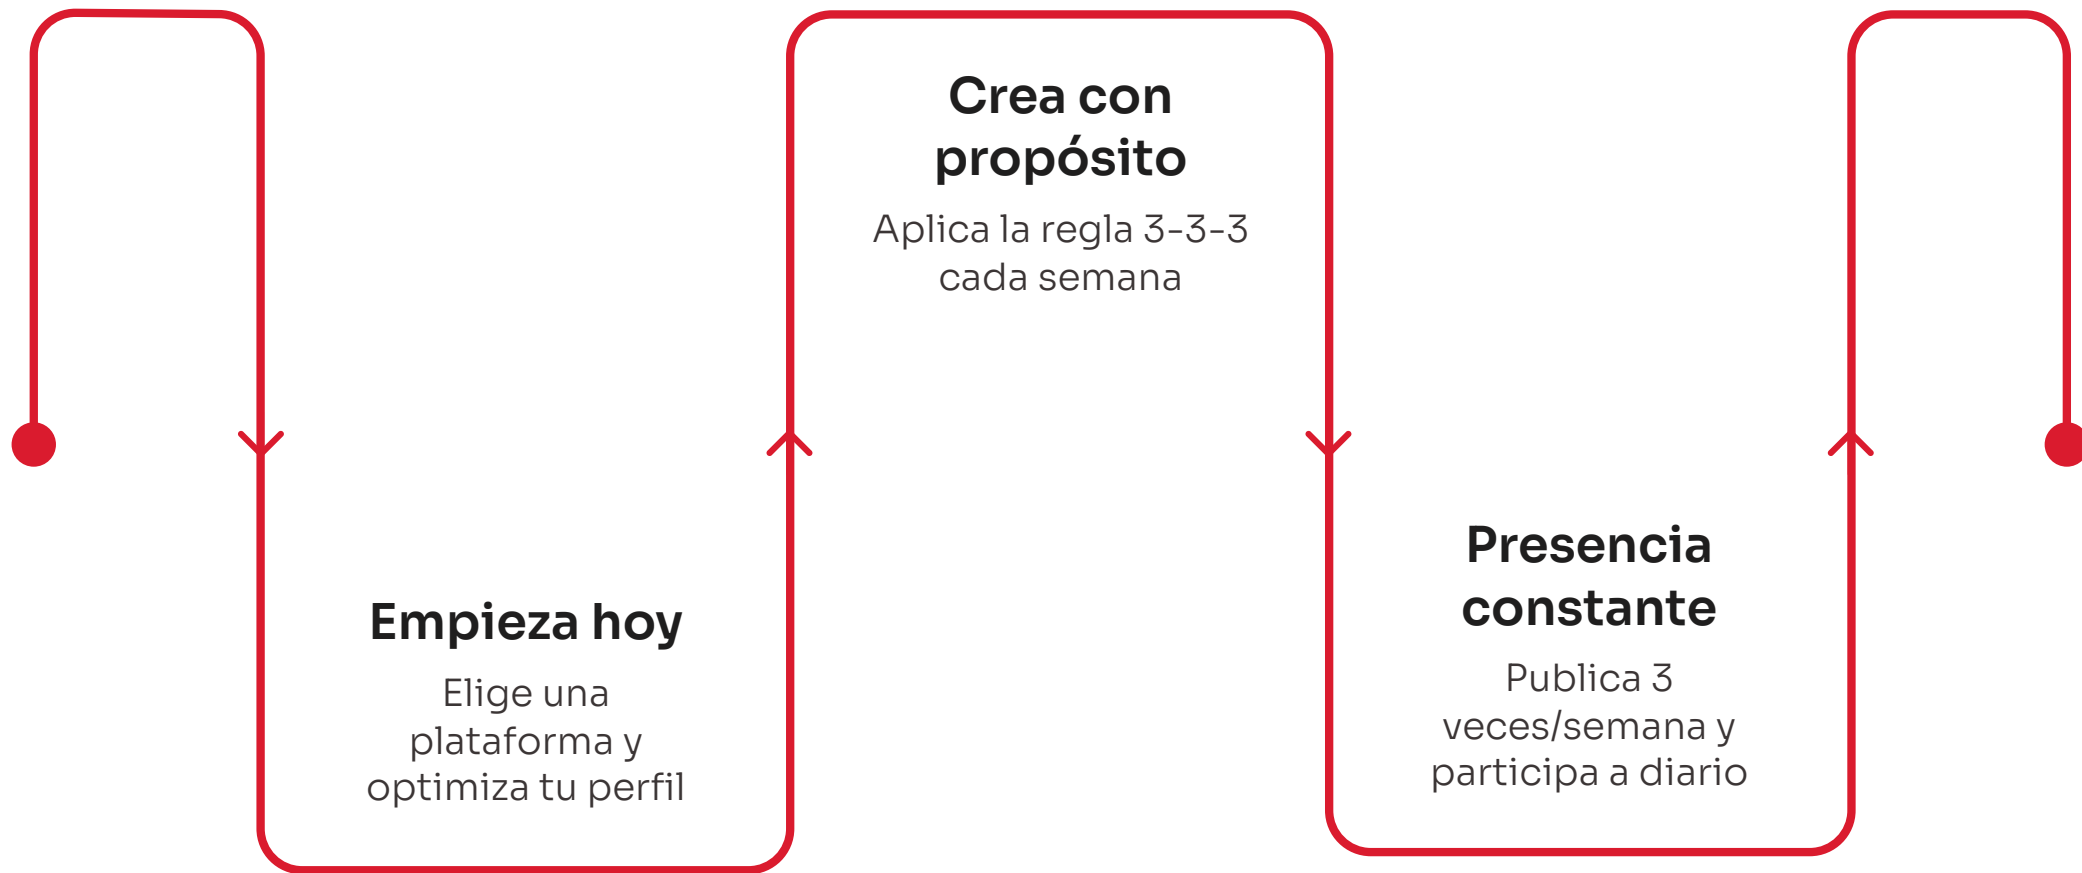 Empieza hoy
Elige una
plataforma y
optimiza tu perfil
Crea con
propósito
Aplica la regla 3-3-3
cada semana
Presencia
constante
Publica 3
veces/semana y
participa a diario